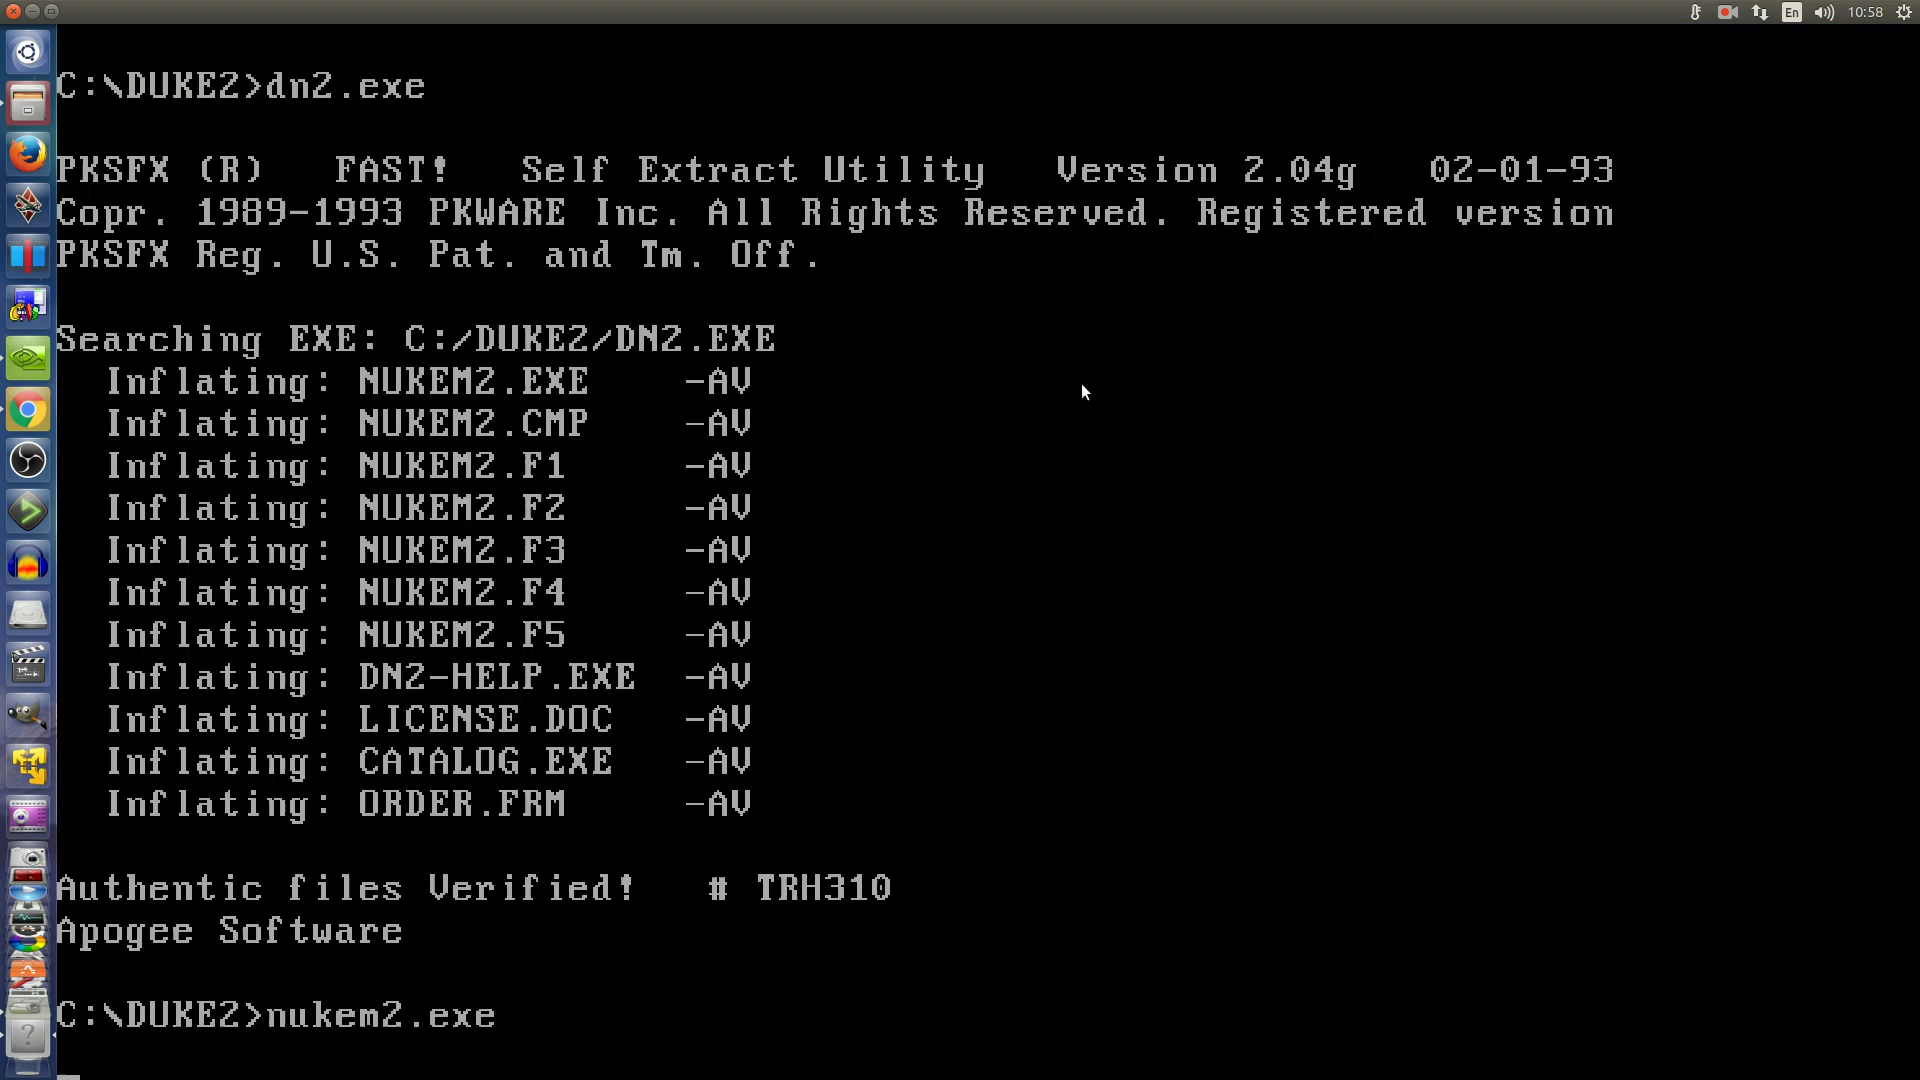 En 10:58
C:\DUKE2>dn2.exe
PKSFX (R) FAST! Self Extract Utility Version 2.04g 02-01-93
Copr. 1989-1993 PKWARE Inc. All Rights Reserved. Registered version
PKSFX Reg. U.S. Pat. and Tm. Off.
Searching EXE: C:/DUKE2/DN2.EXE
Inflating: NUKEM2.EXE -AV
Inflating: NUKEM2.CMP -AV
Inflating: NUKEM2.F1 -AV
Inflating: NUKEM2.F2 -AV
Inflating: NUKEM2.F3 -AV
Inflating: NUKEM2.F4 -AV
Inflating: NUKEM2.F5 -AV
Inflating: DN2-HELP.EXE -AV
Inflating: LICENSE.DOC -AV
Inflating: CATALOG.EXE -AV
Inflating: ORDER.FRM -AV
Authentic files Verified! # TRH310
Apogee Software
C:\DUKE2>nukem2.exe